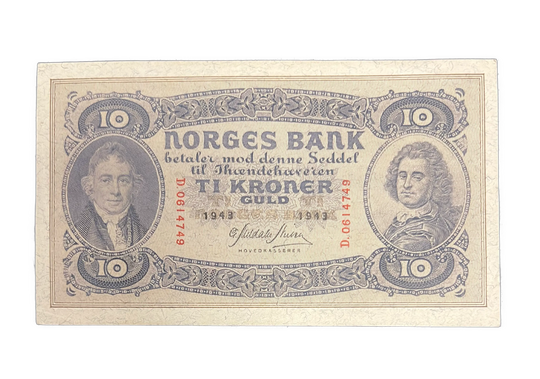 10 10
NORGES BANK
betaler mod denne Seddel
til Ihændehaveren
TI KRONER
GULD
1943 1943
D.0614749
D.0614749
HOVEDKASSERER
10 10